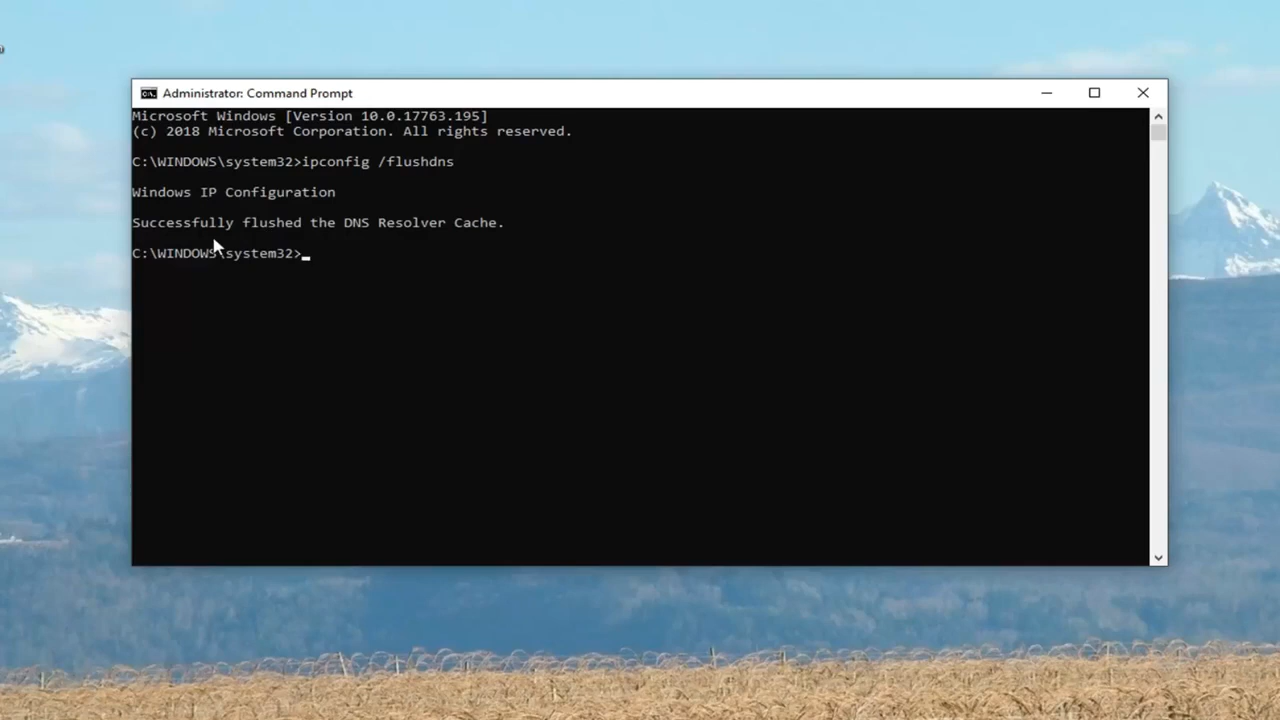 Administrator: Command Prompt
Microsoft Windows [Version 10.0.17763.195]
(c) 2018 Microsoft Corporation. All rights reserved.
C:\WINDOWS\system32>ipconfig /flushdns
Windows IP Configuration
Successfully flushed the DNS Resolver Cache.
C:\WINDOWS\system32>